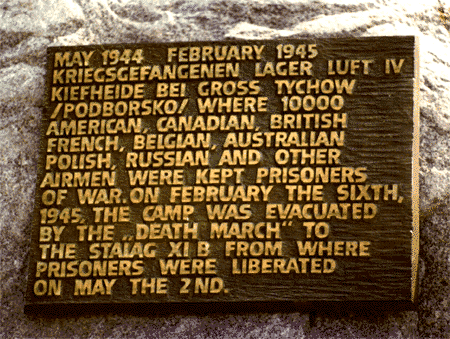 MAY 1944 FEBRUARY 1945
KRIEGSGEFANGENEN LAGER LUFT IV
KIEFHEIDE BEI GROSS TYCHOW
/PODBORSKO/ WHERE 10000
AMERICAN, CANADIAN, BRITISH
FRENCH, BELGIAN, AUSTRALIAN
POLISH, RUSSIAN AND OTHER
AIRMEN WERE KEPT PRISONERS
OF WAR. ON FEBRUARY THE SIXTH,
1945, THE CAMP WAS EVACUATED
BY THE „DEATH MARCH" TO
THE STALAG XI B FROM WHERE
PRISONERS WERE LIBERATED
ON MAY THE 2ND.